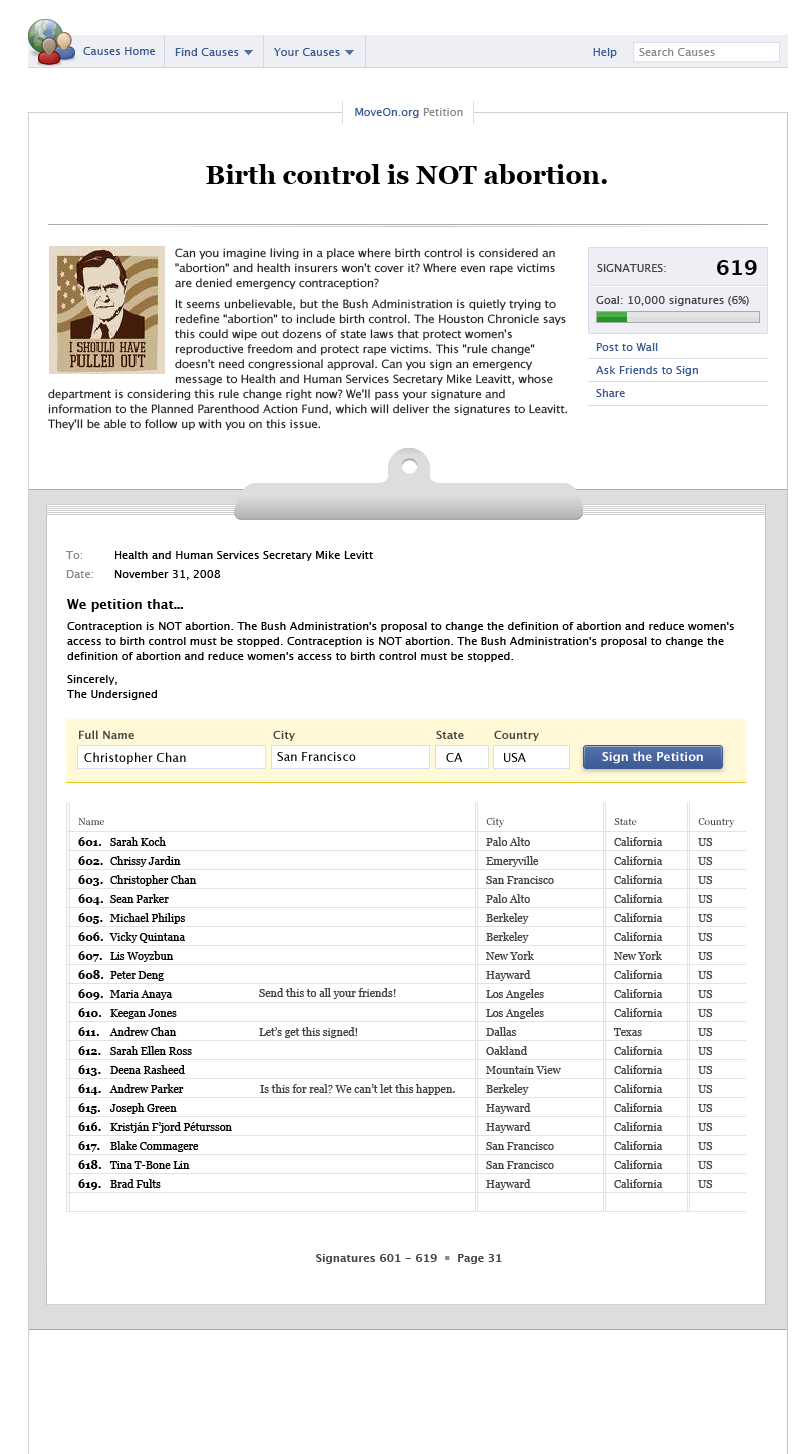 Causes Home Find Causes Your Causes Help Search Causes
MoveOn.org Petition
Birth control is NOT abortion.
I SHOULD HAVE
PULLED OUT
Can you imagine living in a place where birth control is considered an
"abortion" and health insurers won't cover it? Where even rape victims
are denied emergency contraception?
It seems unbelievable, but the Bush Administration is quietly trying to
redefine "abortion" to include birth control. The Houston Chronicle says
this could wipe out dozens of state laws that protect women's
reproductive freedom and protect rape victims. This "rule change"
doesn't need congressional approval. Can you sign an emergency
message to Health and Human Services Secretary Mike Leavitt, whose
department is considering this rule change right now? We'll pass your signature and
information to the Planned Parenthood Action Fund, which will deliver the signatures to Leavitt.
They'll be able to follow up with you on this issue.
SIGNATURES: 619
Goal: 10,000 signatures (6%)
Post to Wall
Ask Friends to Sign
Share
To: Health and Human Services Secretary Mike Levitt
Date: November 31, 2008
We petition that...
Contraception is NOT abortion. The Bush Administration's proposal to change the definition of abortion and reduce women's
access to birth control must be stopped. Contraception is NOT abortion. The Bush Administration's proposal to change the
definition of abortion and reduce women's access to birth control must be stopped.
Sincerely,
The Undersigned
Full Name City State Country
Christopher Chan San Francisco CA USA Sign the Petition
Name City State Country
601. Sarah Koch Palo Alto California US
602. Chrissy Jardin Emeryville California US
603. Christopher Chan San Francisco California US
604. Sean Parker Palo Alto California US
605. Michael Philips Berkeley California US
606. Vicky Quintana Berkeley California US
607. Lis Woyzbun New York New York US
608. Peter Deng Hayward California US
609. Maria Anaya Send this to all your friends! Los Angeles California US
610. Keegan Jones Los Angeles California US
611. Andrew Chan Let's get this signed! Dallas Texas US
612. Sarah Ellen Ross Oakland California US
613. Deena Rasheed Mountain View California US
614. Andrew Parker Is this for real? We can't let this happen. Berkeley California US
615. Joseph Green Hayward California US
616. Kristján F'jord Pétursson Hayward California US
617. Blake Commagere San Francisco California US
618. Tina T-Bone Lin San Francisco California US
619. Brad Fults Hayward California US
Signatures 601 – 619 ▪ Page 31